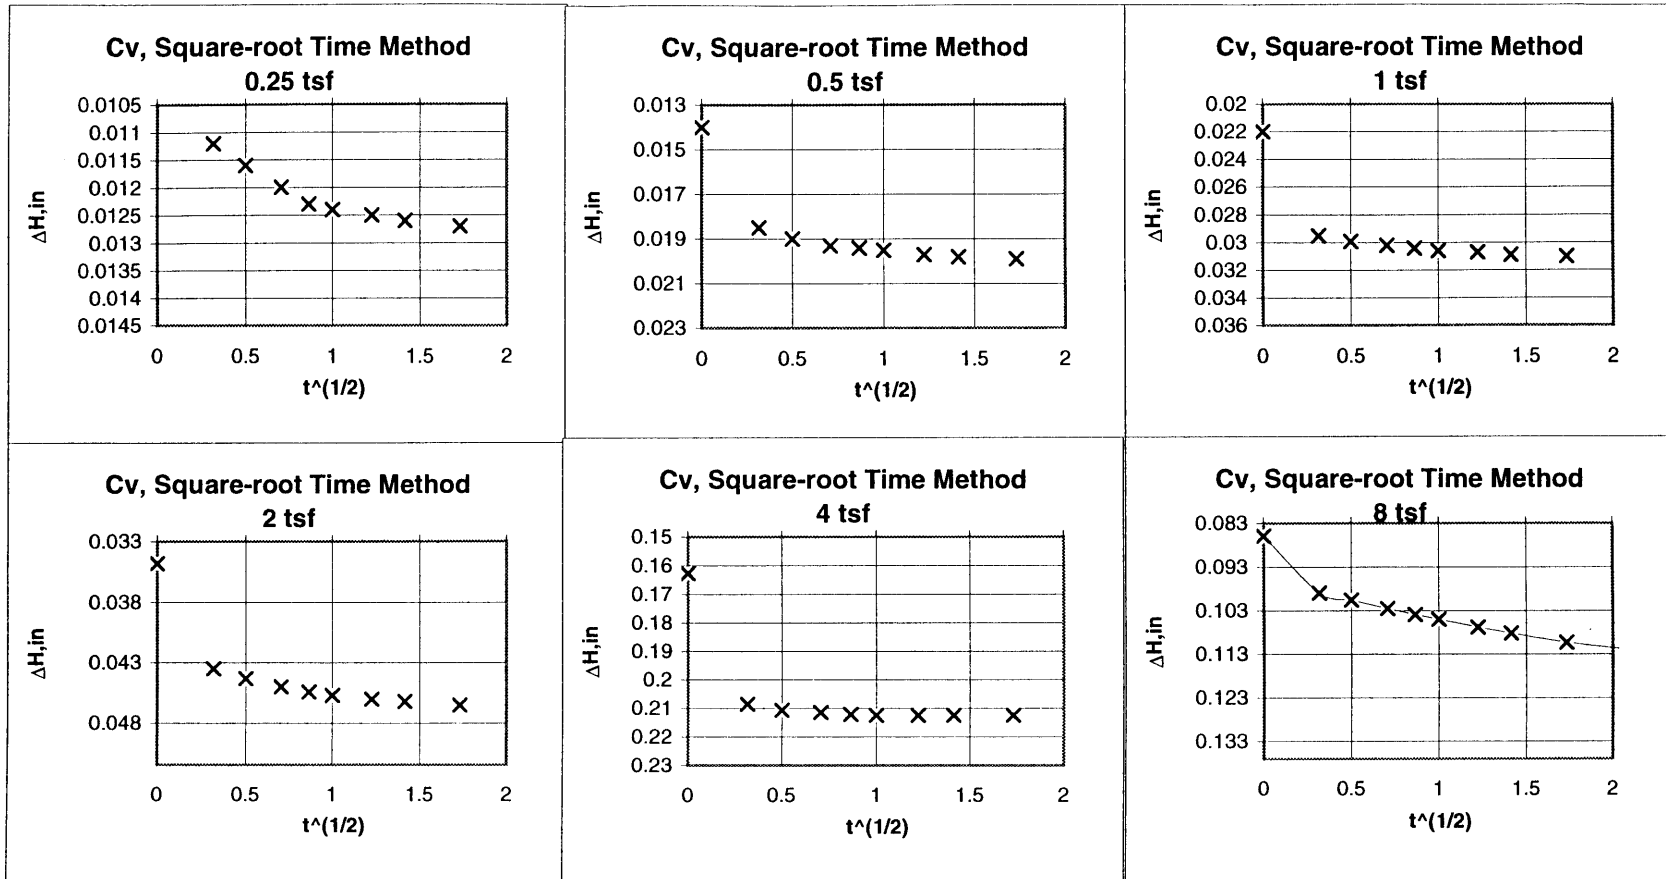 Cv, Square-root Time Method
0.25 tsf
0.0105
0.011
0.0115
0.012
0.0125
0.013
0.0135
0.014
0.0145
ΔH,in
0 0.5 1 1.5 2
t^(1/2)
Cv, Square-root Time Method
0.5 tsf
0.013
0.015
0.017
0.019
0.021
0.023
ΔH,in
0 0.5 1 1.5 2
t^(1/2)
Cv, Square-root Time Method
1 tsf
0.02
0.022
0.024
0.026
0.028
0.03
0.032
0.034
0.036
ΔH,in
0 0.5 1 1.5 2
t^(1/2)
Cv, Square-root Time Method
2 tsf
0.033
0.038
0.043
0.048
ΔH,in
0 0.5 1 1.5 2
t^(1/2)
Cv, Square-root Time Method
4 tsf
0.15
0.16
0.17
0.18
0.19
0.2
0.21
0.22
0.23
ΔH,in
0 0.5 1 1.5 2
t^(1/2)
Cv, Square-root Time Method
8 tsf
0.083
0.093
0.103
0.113
0.123
0.133
ΔH,in
0 0.5 1 1.5 2
t^(1/2)